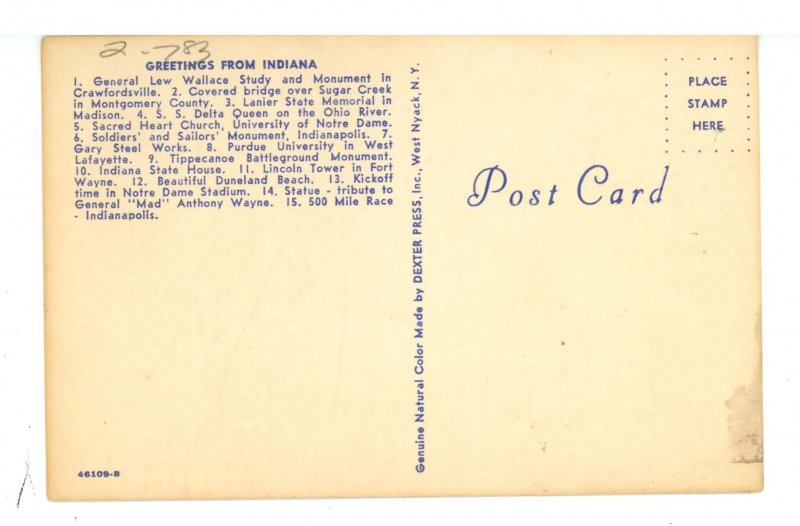 2-783
GREETINGS FROM INDIANA
1. General Lew Wallace Study and Monument in
Crawfordsville. 2. Covered bridge over Sugar Creek
in Montgomery County. 3. Lanier State Memorial in
Madison. 4. S. S. Delta Queen on the Ohio River.
5. Sacred Heart Church, University of Notre Dame.
6. Soldiers' and Sailors' Monument, Indianapolis. 7.
Gary Steel Works. 8. Purdue University in West
Lafayette. 9. Tippecanoe Battleground Monument.
10. Indiana State House. 11. Lincoln Tower in Fort
Wayne. 12. Beautiful Duneland Beach. 13. Kickoff
time in Notre Dame Stadium. 14. Statue - tribute to
General "Mad" Anthony Wayne. 15. 500 Mile Race
- Indianapolis.
46109-B
Genuine Natural Color Made by DEXTER PRESS, Inc., West Nyack, N.Y.
PLACE
STAMP
HERE
Post Card